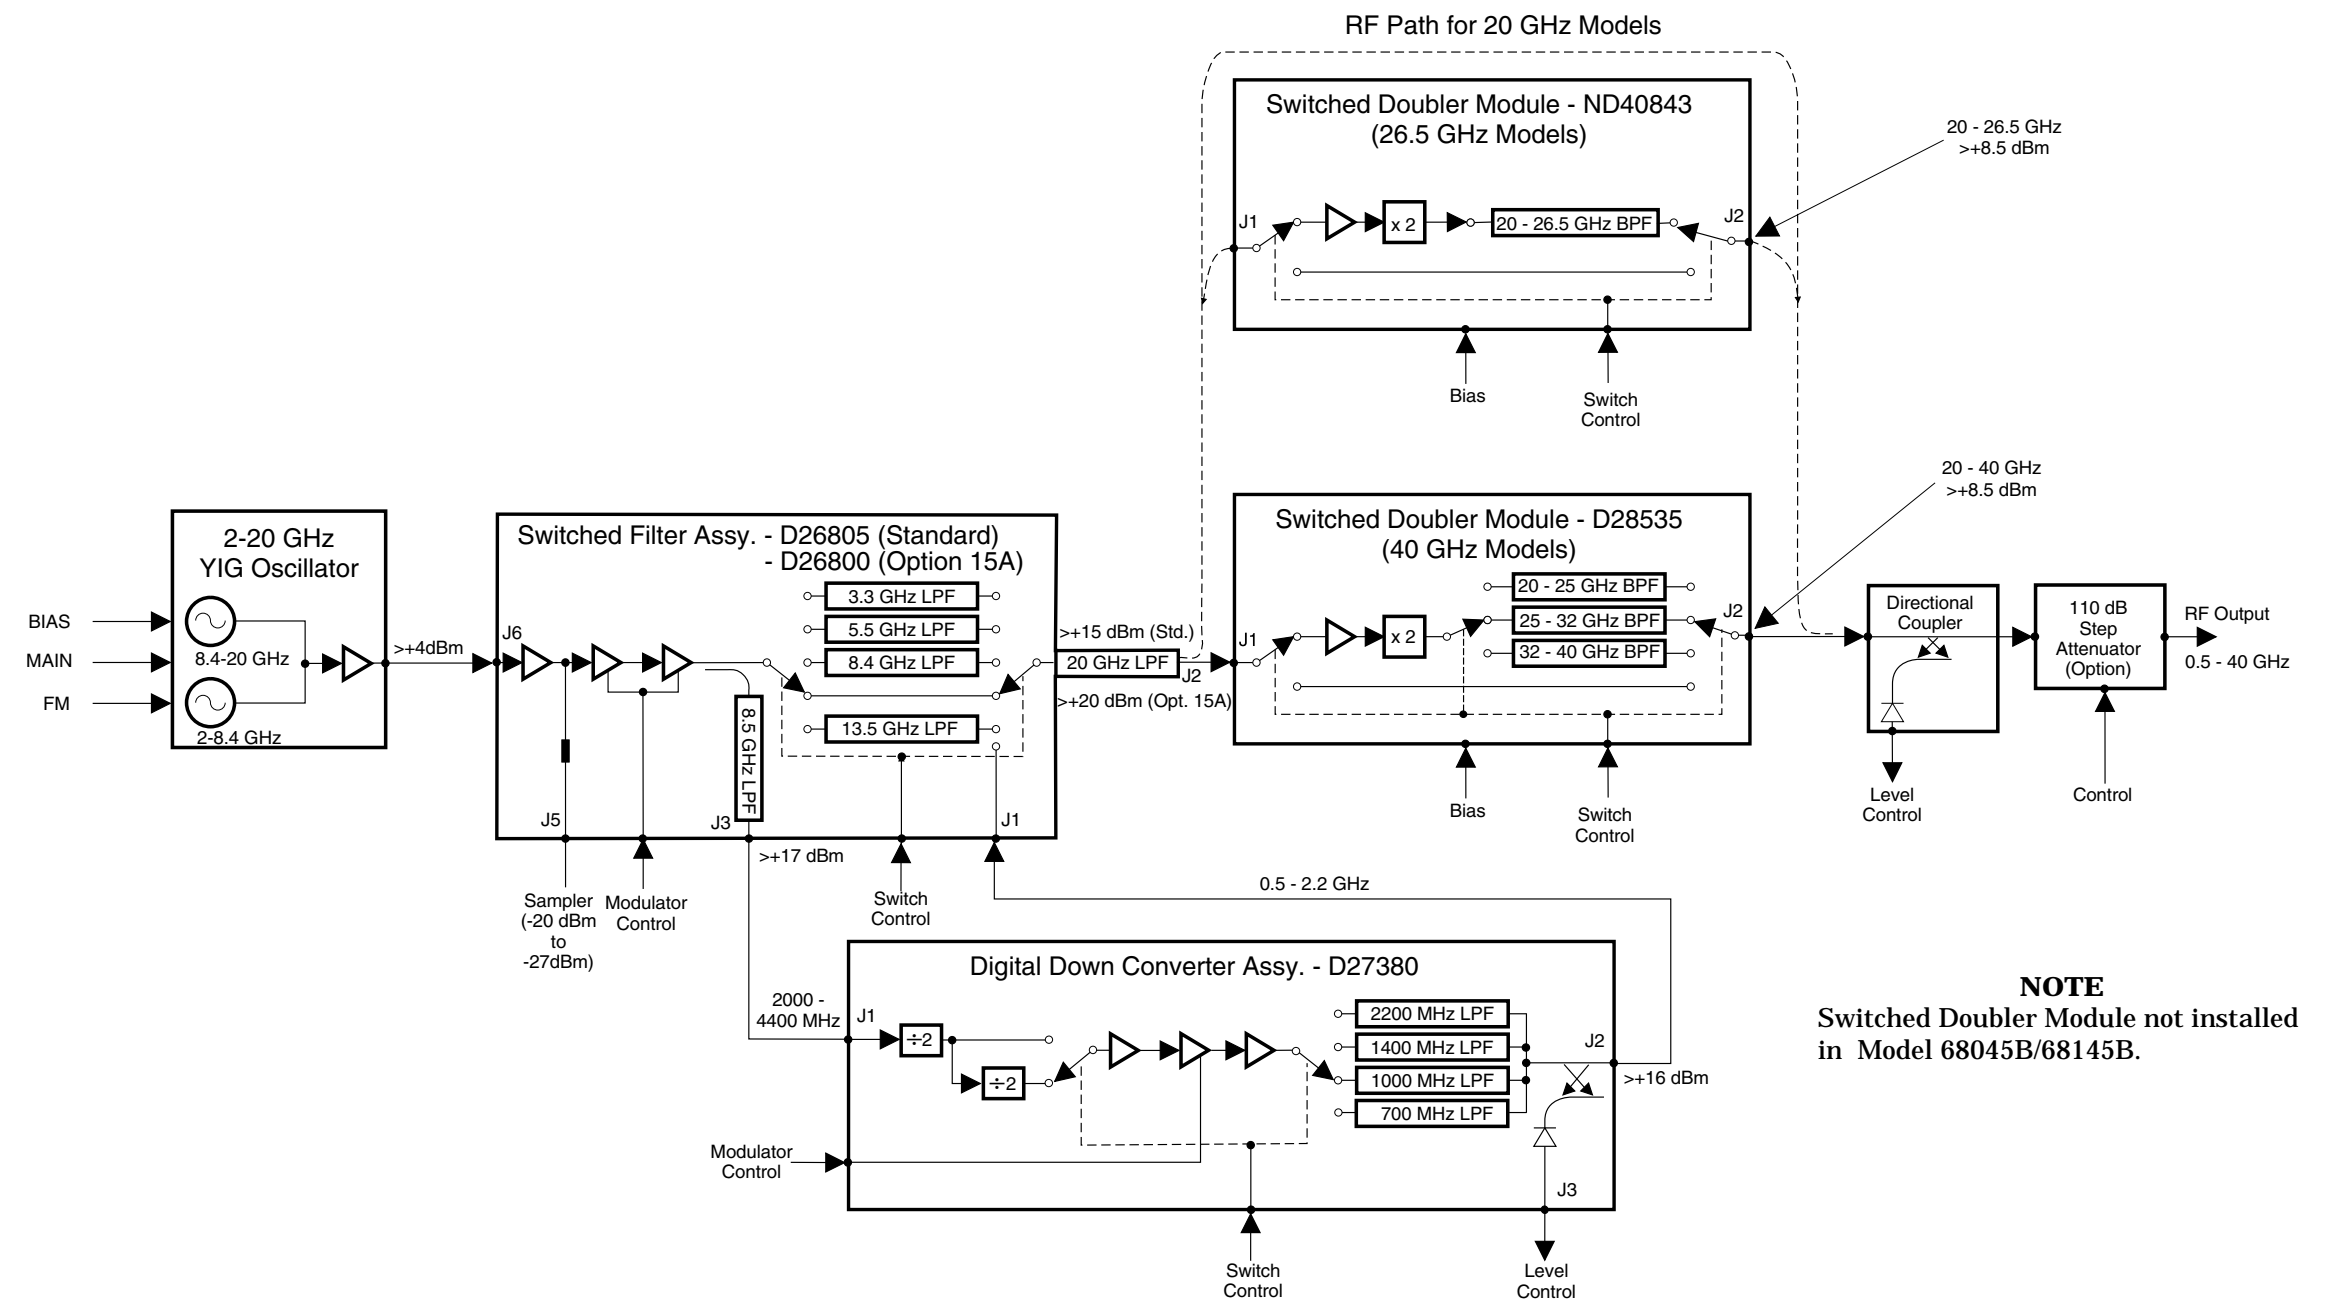 RF Path for 20 GHz Models
Switched Doubler Module - ND40843
(26.5 GHz Models)
20 - 26.5 GHz
>+8.5 dBm
J1
x 2
20 - 26.5 GHz BPF
J2
Bias
Switch
Control
20 - 40 GHz
>+8.5 dBm
2-20 GHz
YIG Oscillator
BIAS
MAIN
FM
8.4-20 GHz
2-8.4 GHz
>+4dBm
Switched Filter Assy. - D26805 (Standard)
- D26800 (Option 15A)
J6
3.3 GHz LPF
5.5 GHz LPF
8.4 GHz LPF
13.5 GHz LPF
8.5 GHz LPF
J5
J3
J1
>+15 dBm (Std.)
20 GHz LPF
J2
>+20 dBm (Opt. 15A)
Switched Doubler Module - D28535
(40 GHz Models)
J1
x 2
20 - 25 GHz BPF
25 - 32 GHz BPF
32 - 40 GHz BPF
J2
Bias
Switch
Control
Directional
Coupler
Level
Control
110 dB
Step
Attenuator
(Option)
Control
RF Output
0.5 - 40 GHz
Sampler
(-20 dBm
to
-27dBm)
Modulator
Control
>+17 dBm
Switch
Control
0.5 - 2.2 GHz
Digital Down Converter Assy. - D27380
2000 -
4400 MHz
J1
÷2
÷2
2200 MHz LPF
1400 MHz LPF
1000 MHz LPF
700 MHz LPF
J2
>+16 dBm
Modulator
Control
J3
Switch
Control
Level
Control
NOTE
Switched Doubler Module not installed
in Model 68045B/68145B.